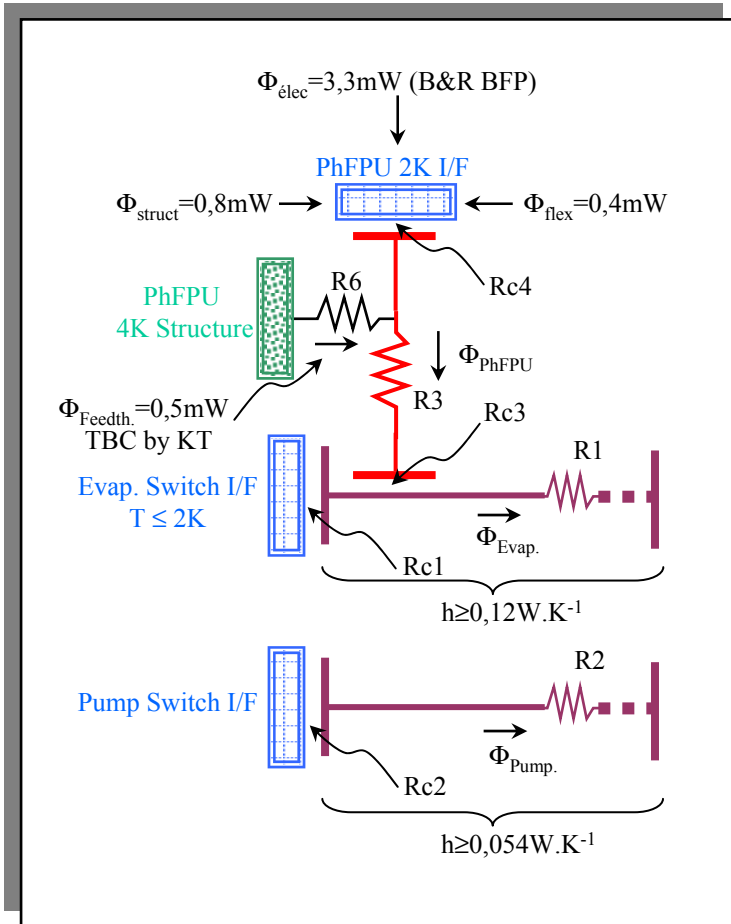 Φélec=3,3mW (B&R BFP)
PhFPU 2K I/F
Φstruct=0,8mW
Φflex=0,4mW
Rc4
R6
PhFPU
4K Structure
ΦPhFPU
R3
ΦFeedth.=0,5mW
TBC by KT
Rc3
R1
Evap. Switch I/F
T ≤ 2K
ΦEvap.
Rc1
h≥0,12W.K⁻¹
R2
Pump Switch I/F
ΦPump.
Rc2
h≥0,054W.K⁻¹